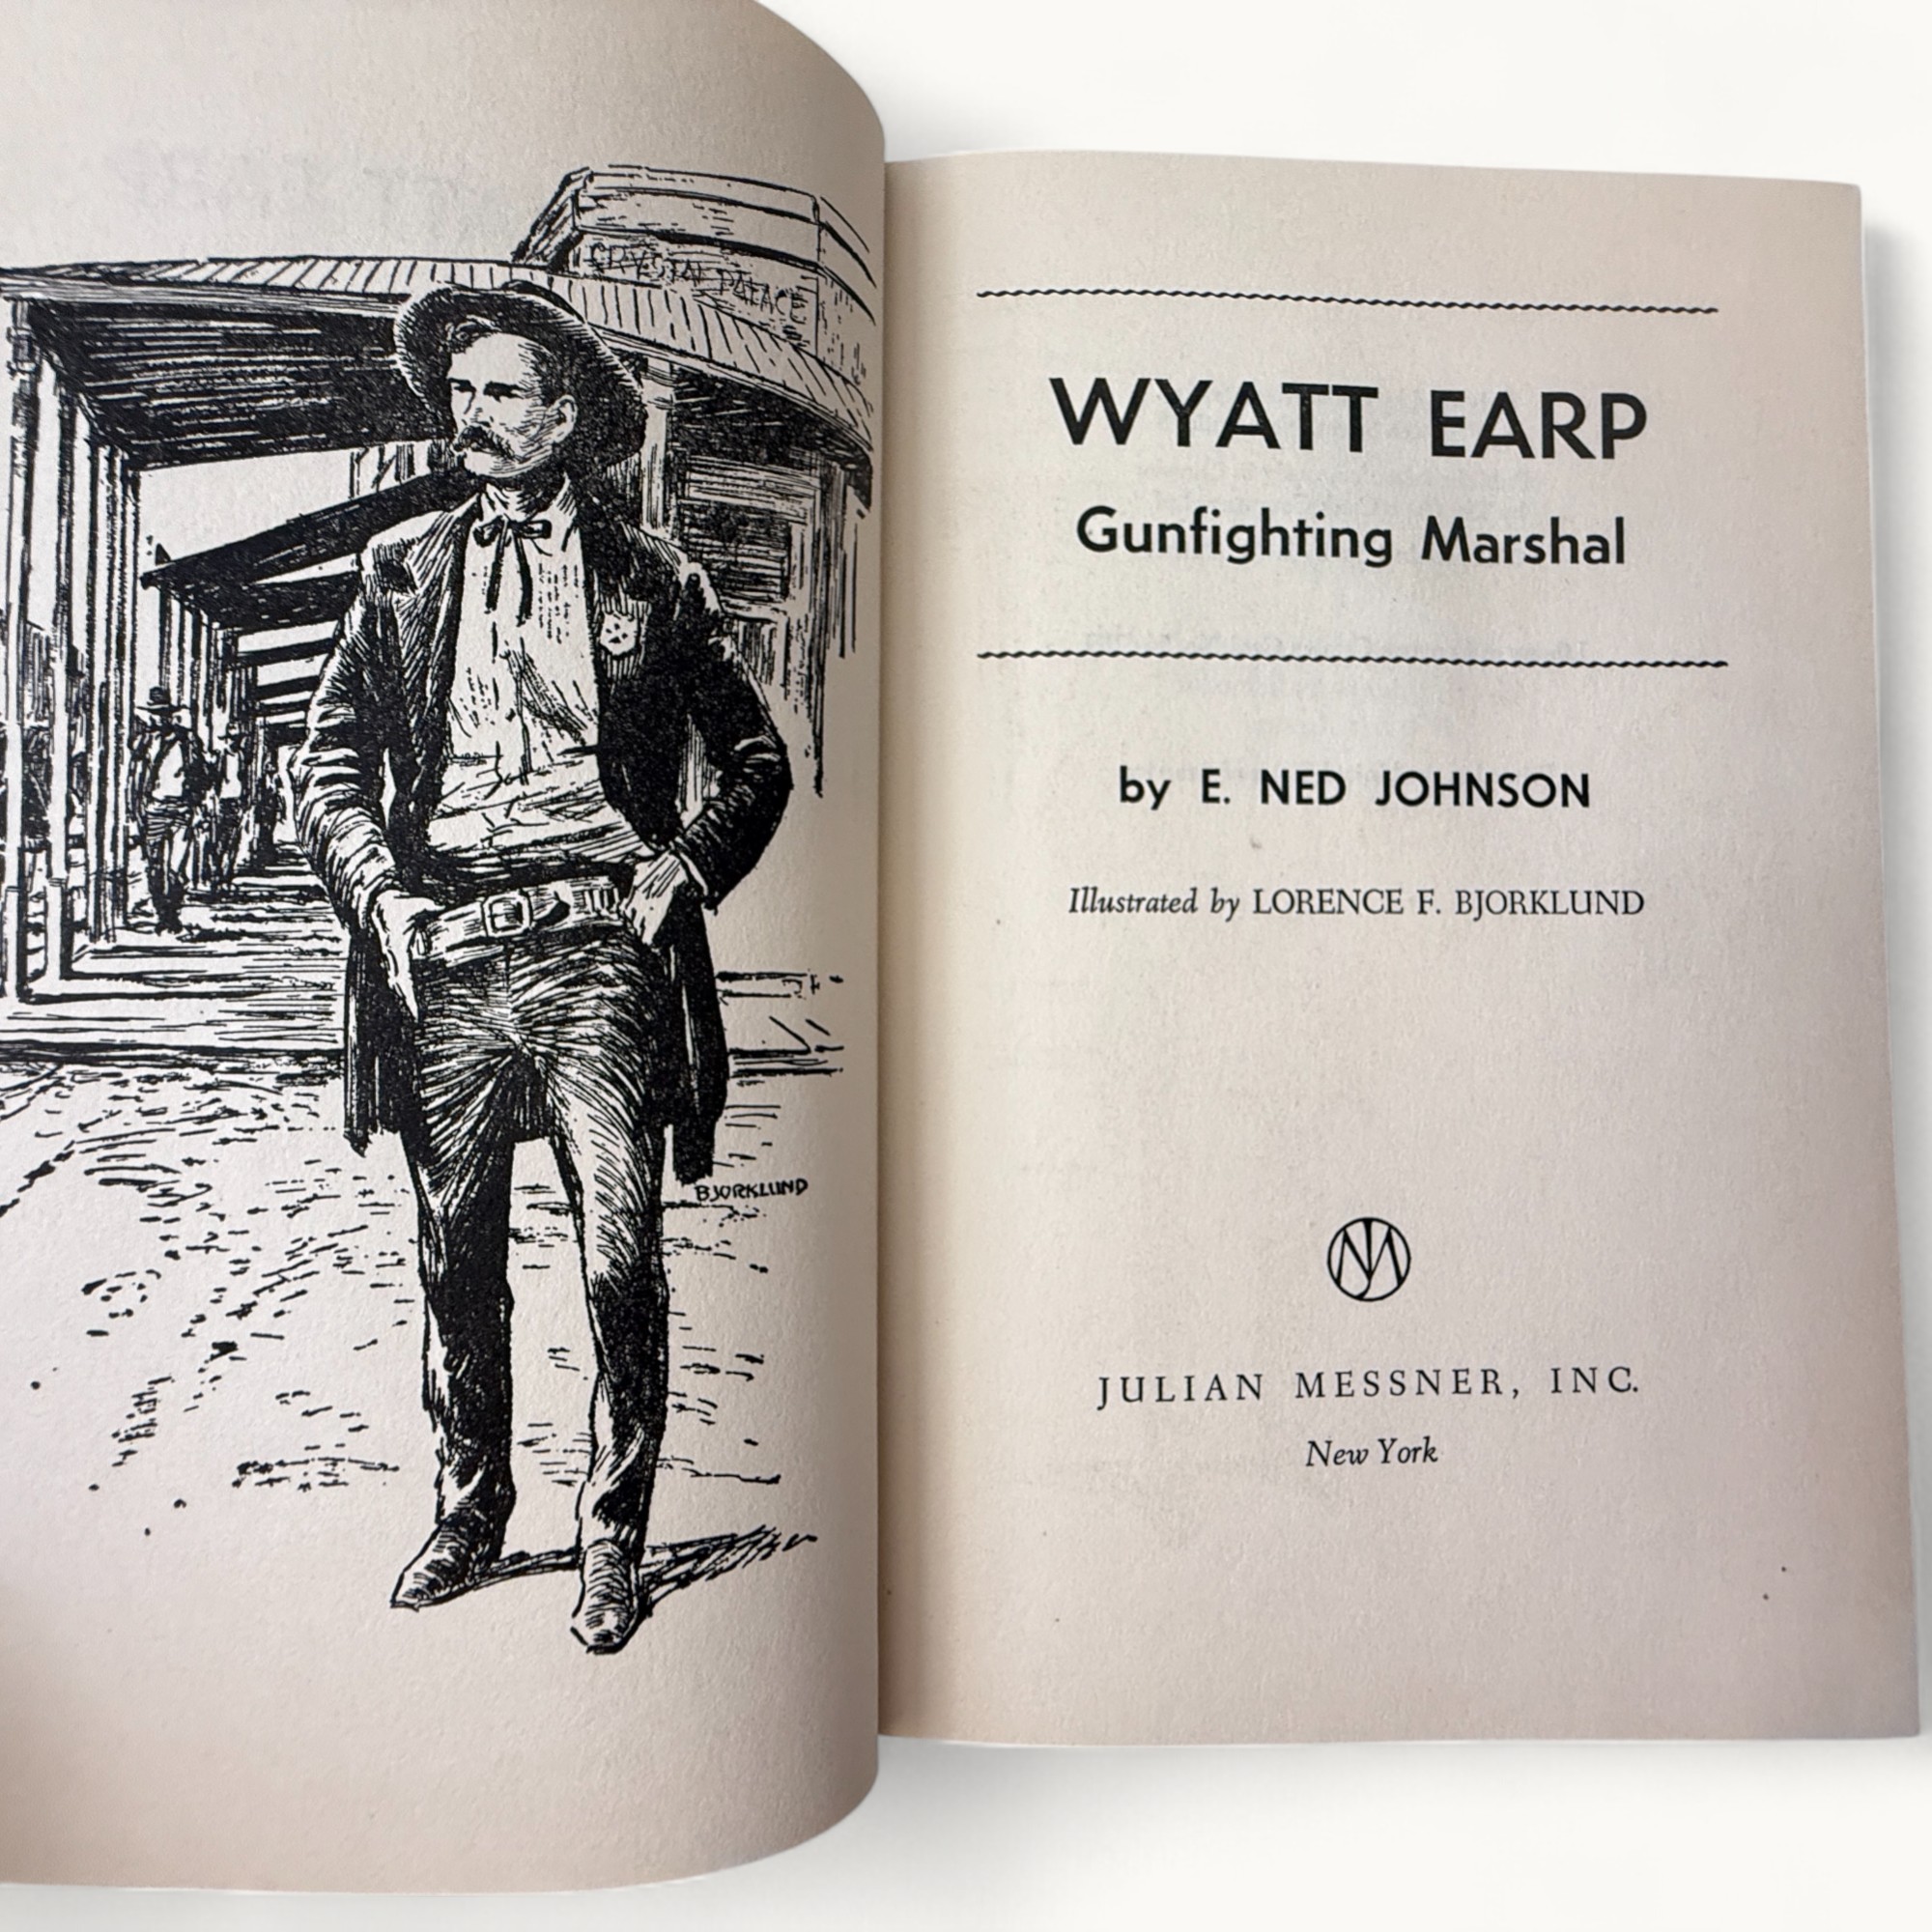 CRYSTAL PALACE
BJORKLUND
WYATT EARP
Gunfighting Marshal
by E. NED JOHNSON
Illustrated by LORENCE F. BJORKLUND
JULIAN MESSNER, INC.
New York